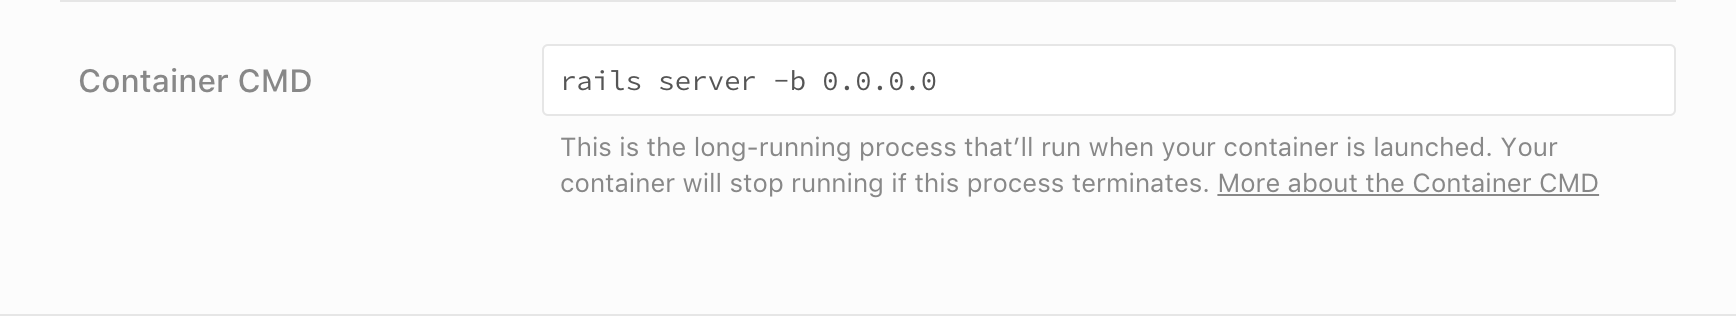 Container CMD
rails server -b 0.0.0.0
This is the long-running process that’ll run when your container is launched. Your
container will stop running if this process terminates. More about the Container CMD